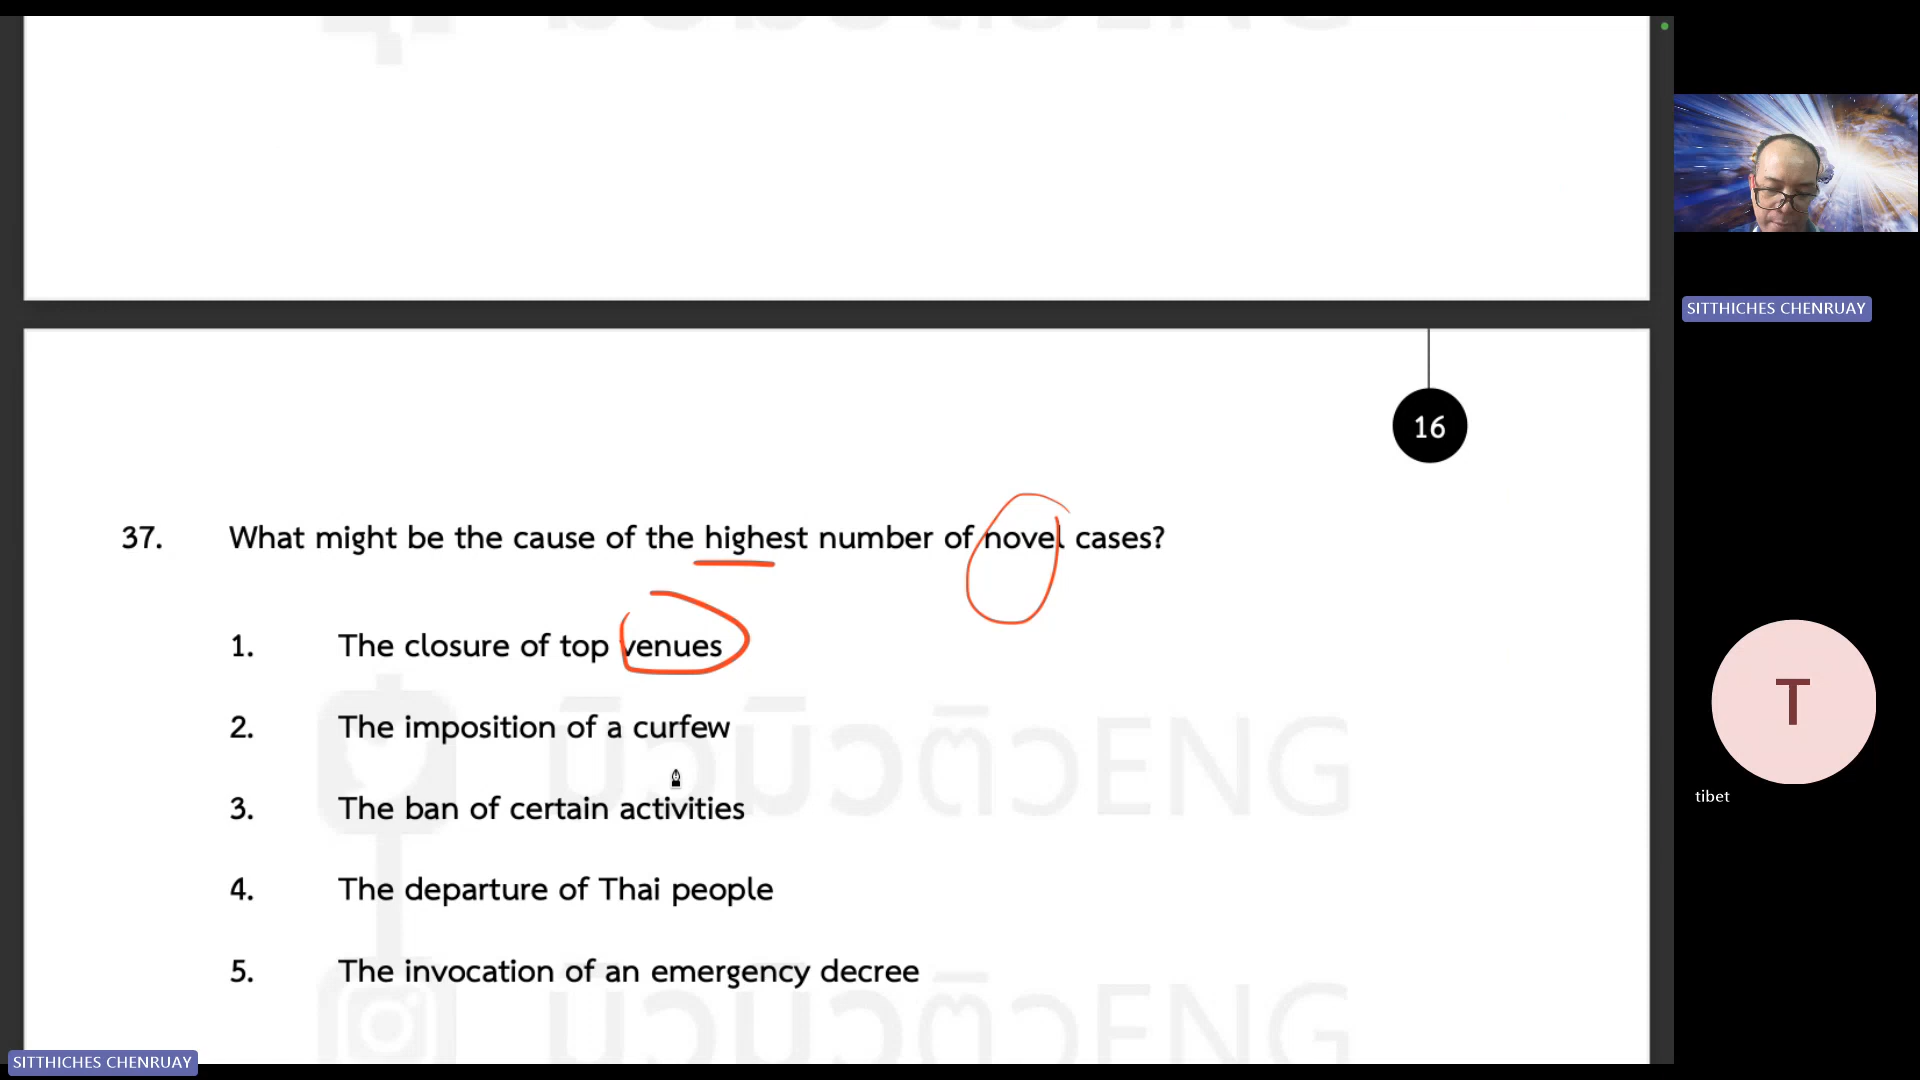 16
37. What might be the cause of the highest number of novel cases?
1. The closure of top venues
2. The imposition of a curfew
3. The ban of certain activities
4. The departure of Thai people
5. The invocation of an emergency decree
SITTHICHES CHENRUAY
T
tibet
SITTHICHES CHENRUAY